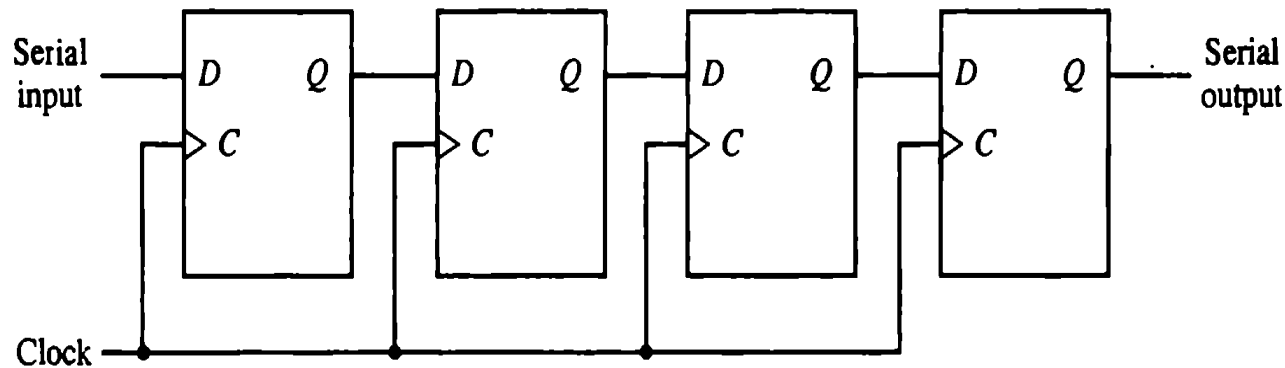 Serial
input
D Q D Q D Q D Q
Serial
output
C C C C
Clock